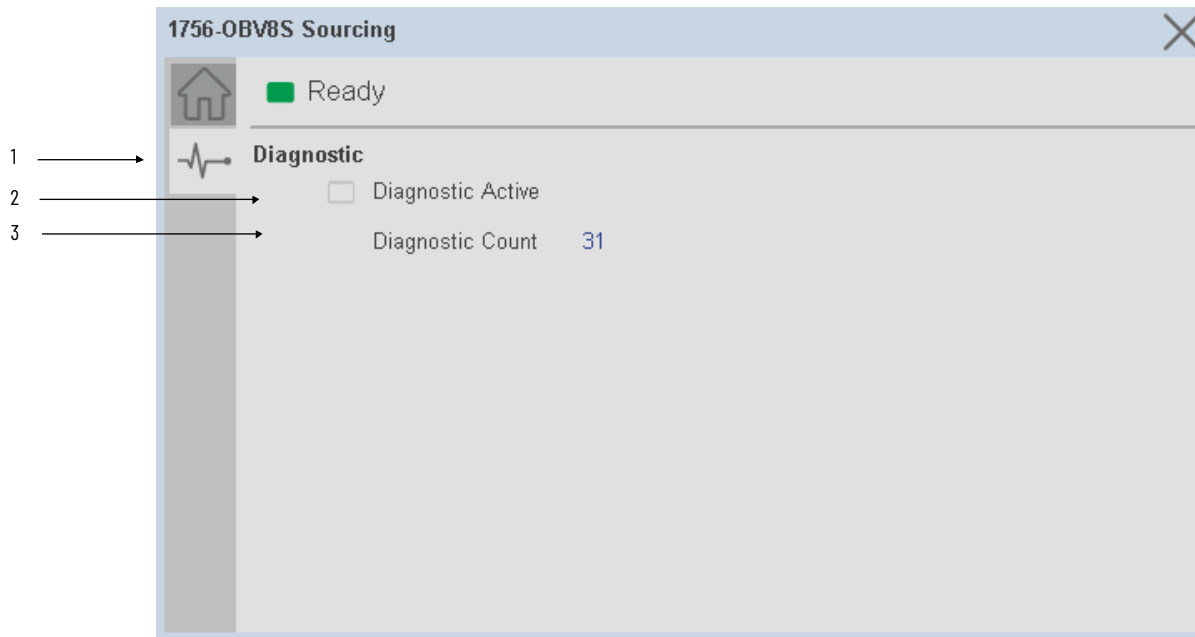 1756-OBV8S Sourcing
Ready
1
Diagnostic
2
Diagnostic Active
3
Diagnostic Count 31